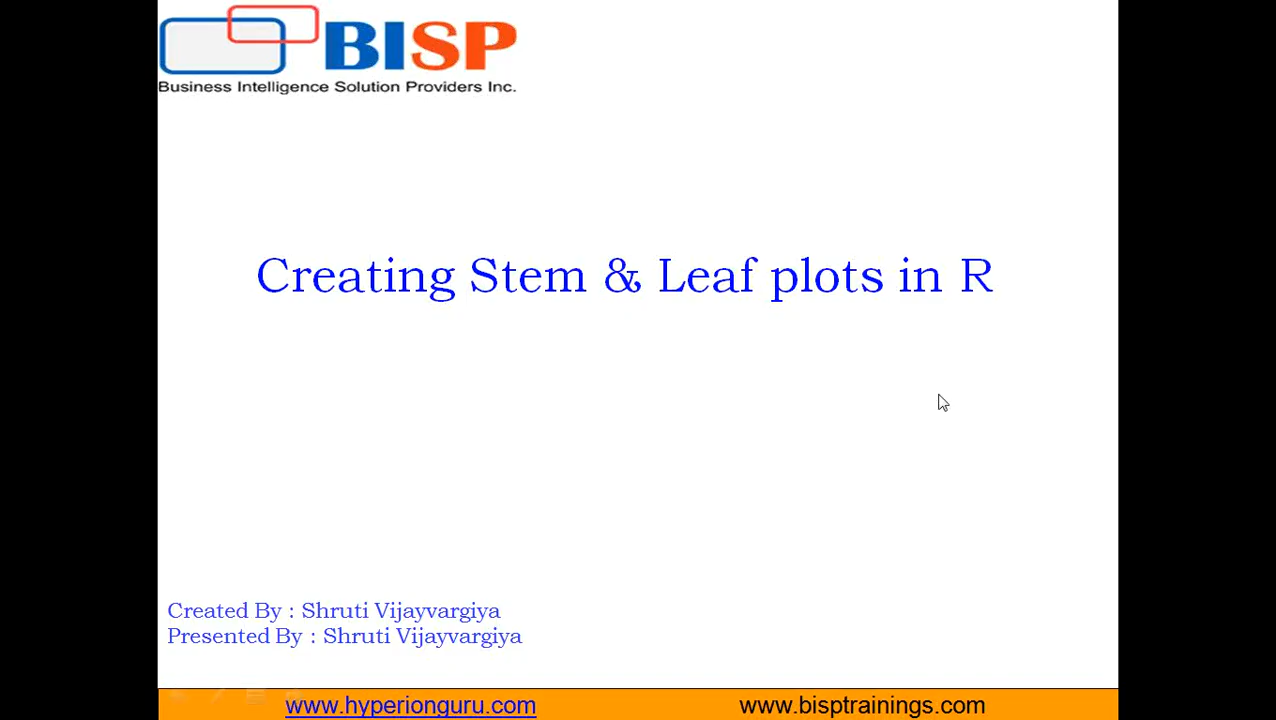 BISP
Business Intelligence Solution Providers Inc.
Creating Stem & Leaf plots in R
Created By : Shruti Vijayvargiya
Presented By : Shruti Vijayvargiya
www.hyperionguru.com
www.bisptrainings.com